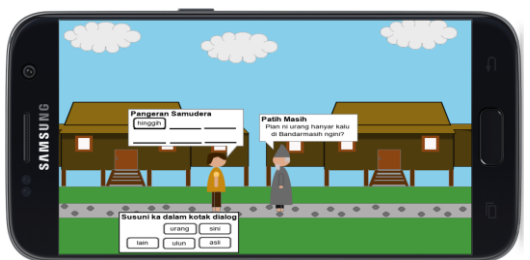 SAMSUNG
Pangeran Samudera
hinggih
Patih Masih
Pian ni urang hanyar kalu
di Bandarmasih ngini?
Susuni ka dalam kotak dialog
urang sini
lain ulun asli